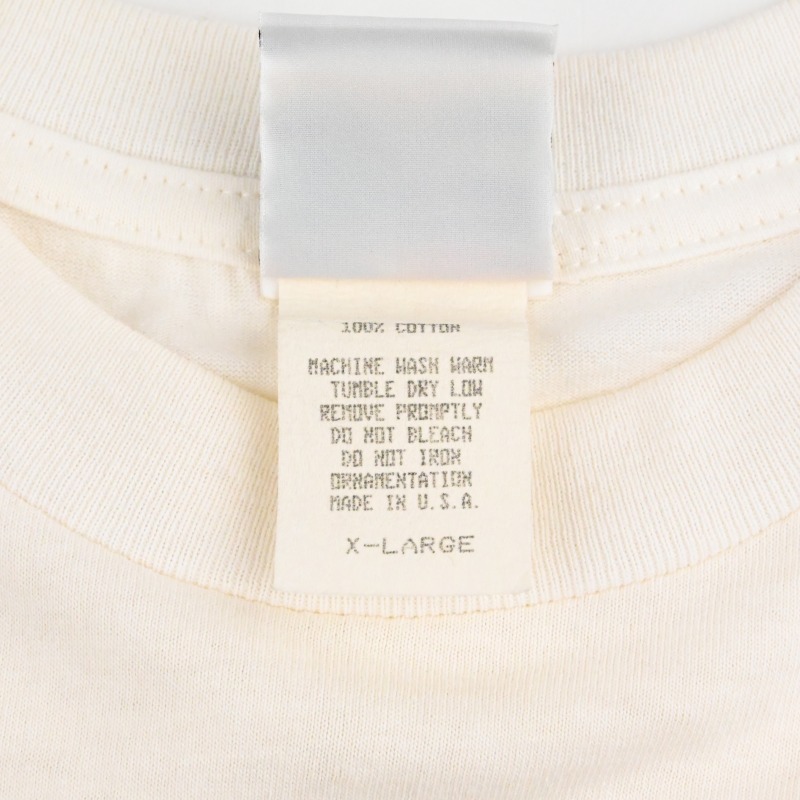 100% COTTON
MACHINE WASH WARM
TUMBLE DRY LOW
REMOVE PROMPTLY
DO NOT BLEACH
DO NOT IRON
ORNAMENTATION
MADE IN U.S.A.
X-LARGE